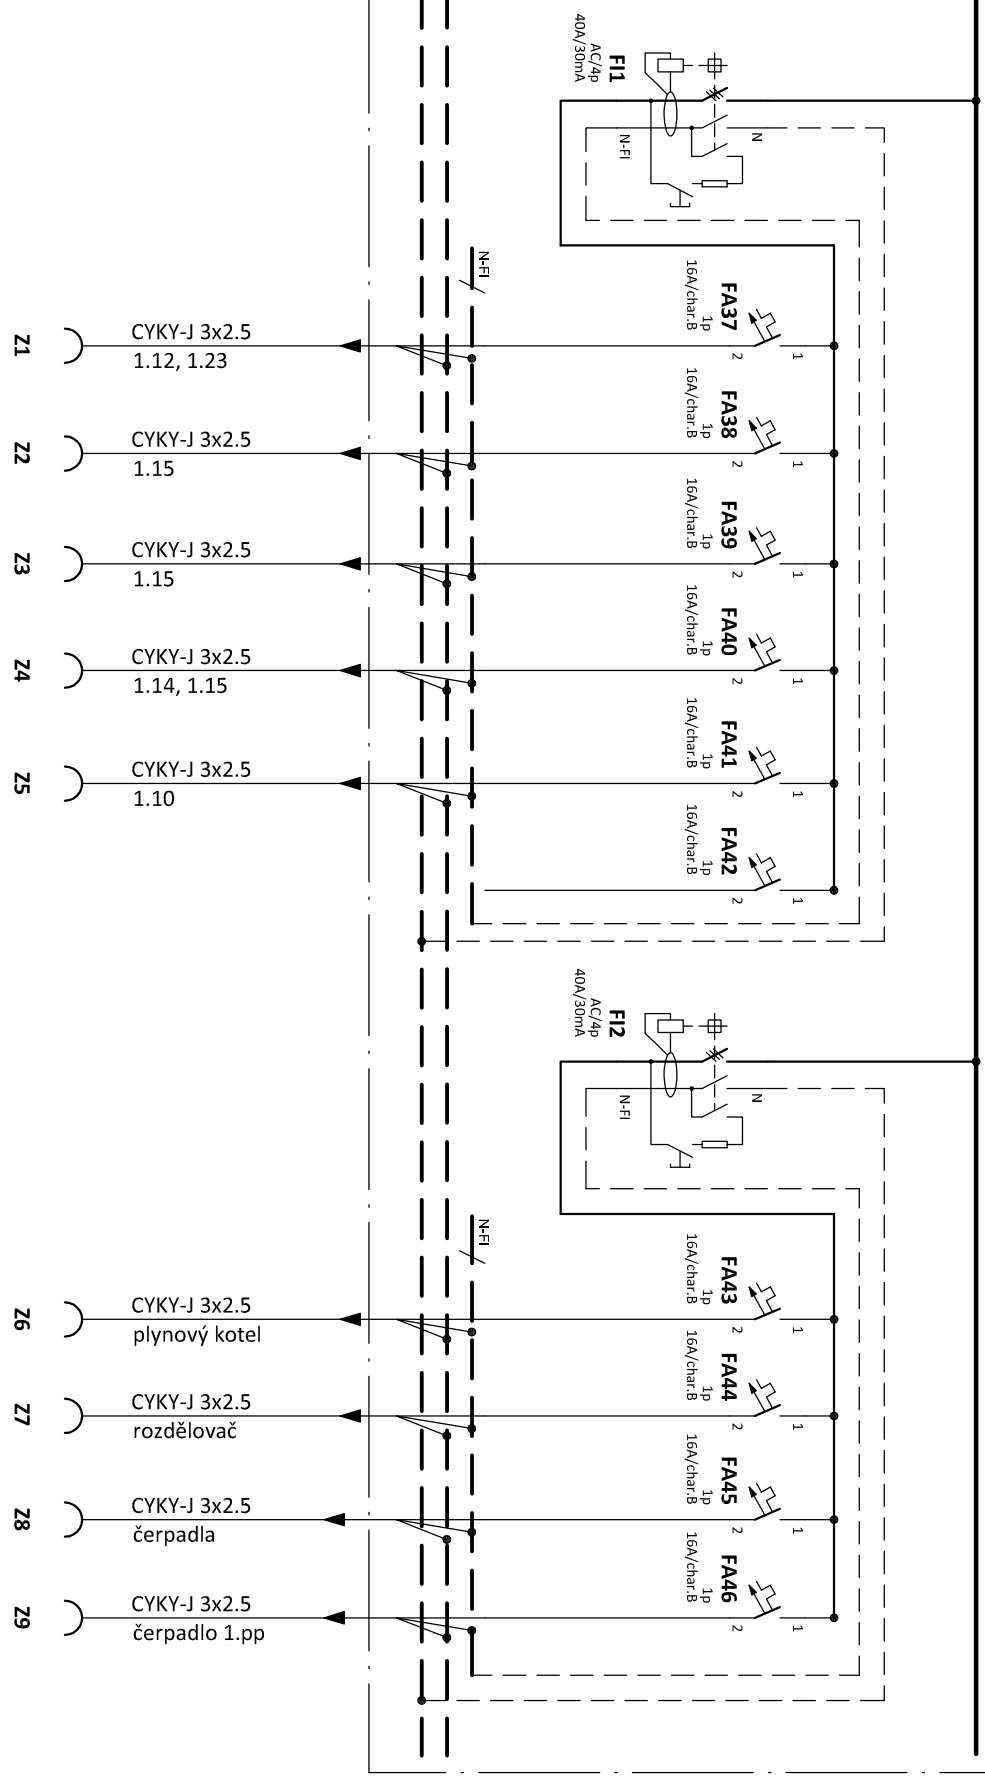 FI1
AC/4p
40A/30mA
N
N-FI
N-FI
FA37
1p
16A/char.B
1
2
CYKY-J 3x2.5
1.12, 1.23
Z1
FA38
1p
16A/char.B
1
2
CYKY-J 3x2.5
1.15
Z2
FA39
1p
16A/char.B
1
2
CYKY-J 3x2.5
1.15
Z3
FA40
1p
16A/char.B
1
2
CYKY-J 3x2.5
1.14, 1.15
Z4
FA41
1p
16A/char.B
1
2
CYKY-J 3x2.5
1.10
Z5
FA42
1p
16A/char.B
1
2
FI2
AC/4p
40A/30mA
N
N-FI
N-FI
FA43
1p
16A/char.B
1
2
CYKY-J 3x2.5
plynový kotel
Z6
FA44
1p
16A/char.B
1
2
CYKY-J 3x2.5
rozdělovač
Z7
FA45
1p
16A/char.B
1
2
CYKY-J 3x2.5
čerpadla
Z8
FA46
1p
16A/char.B
1
2
CYKY-J 3x2.5
čerpadlo 1.pp
Z9